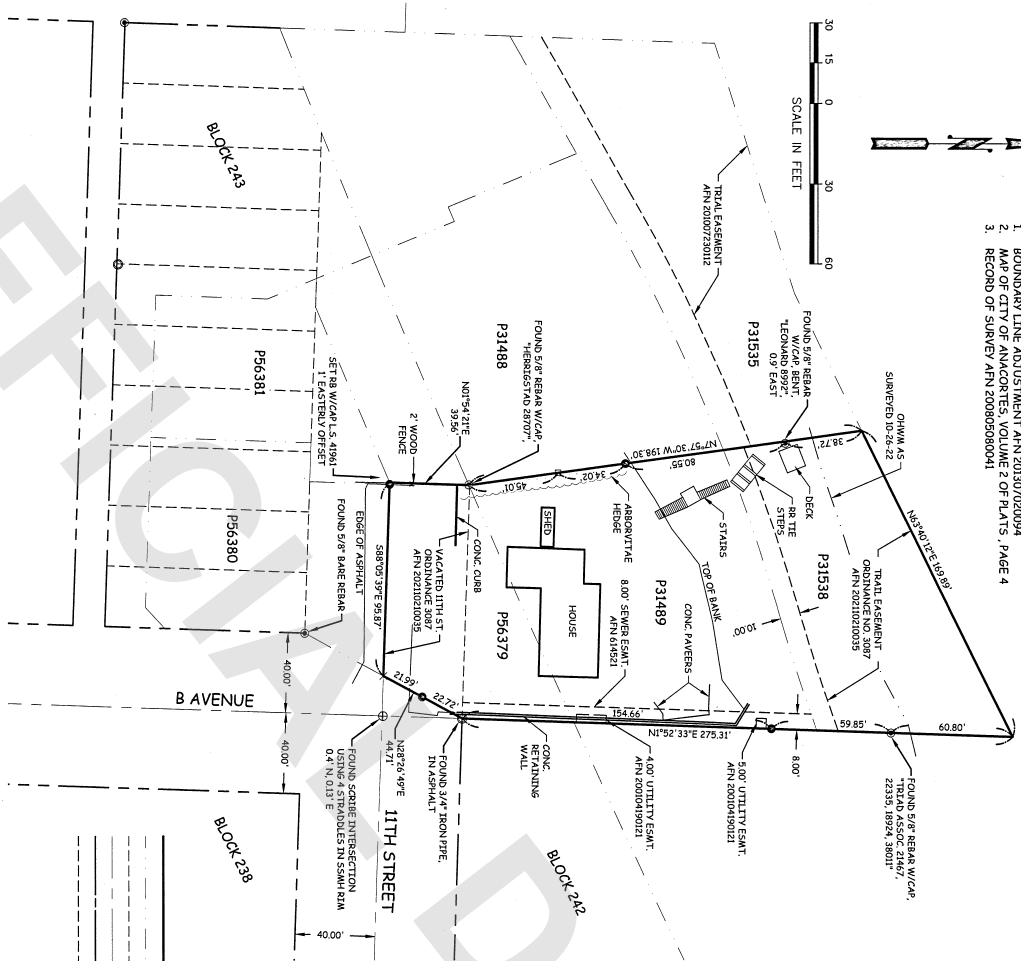 1. BOUNDARY LINE ADJUSTMENT AFN 201307020094
2. MAP OF CITY OF ANACORTES, VOLUME 2 OF PLATS, PAGE 4
3. RECORD OF SURVEY AFN 200805080041
30 15 0 30 60
SCALE IN FEET
TRIAL EASEMENT
AFN 201007230112
BLOCK 243
P31535
FOUND 5/8" REBAR
W/CAP, BENT,
"LEONARD 8992",
0.9' EAST
OHWM AS
SURVEYED 10-26-22
N63°40'12"E 169.89'
TRAIL EASEMENT
ORDINANCE NO. 3087
AFN 202110210035
P31538
38.72'
DECK
RR TIE
STEPS
N7°57'30"W 198.30'
80.55'
34.02'
45.01'
STAIRS
TOP OF BANK
10.00'
P31488
FOUND 5/8" REBAR W/CAP,
"HERRIGSTAD 28707",
N01°54'21"E
39.56'
2' WOOD
FENCE
SET RB W/CAP L.S. 41961
1' EASTERLY OFFSET
P56381
P56380
ARBORVITAE
HEDGE
P31489
CONC. PAVEERS
8.00' SEWER ESMT.
AFN 614521
SHED
HOUSE
P56379
CONC. CURB
VACATED 11TH ST.
ORDINANCE 3087
AFN 202110210035
S88°05'39"E 95.87'
EDGE OF ASPHALT
FOUND 5/8" BARE REBAR
21.99'
22.72'
N28°26'49"E
44.71'
154.66'
N1°52'33"E 275.31'
59.85'
60.80'
8.00'
FOUND 5/8" REBAR W/CAP,
"TRIAD ASSOC. 21467,
22335, 18924, 38011"
5.00' UTILITY ESMT.
AFN 200104190121
4.00' UTILITY ESMT.
AFN 200104190121
CONC.
RETAINING
WALL
FOUND 3/4" IRON PIPE,
IN ASPHALT
B AVENUE
40.00'
40.00'
FOUND SCRIBE INTERSECTION
USING 4 STRADDLES IN SSMH RIM
0.4' N, 0.13' E
11TH STREET
BLOCK 242
BLOCK 238
40.00'
FFICIAL D